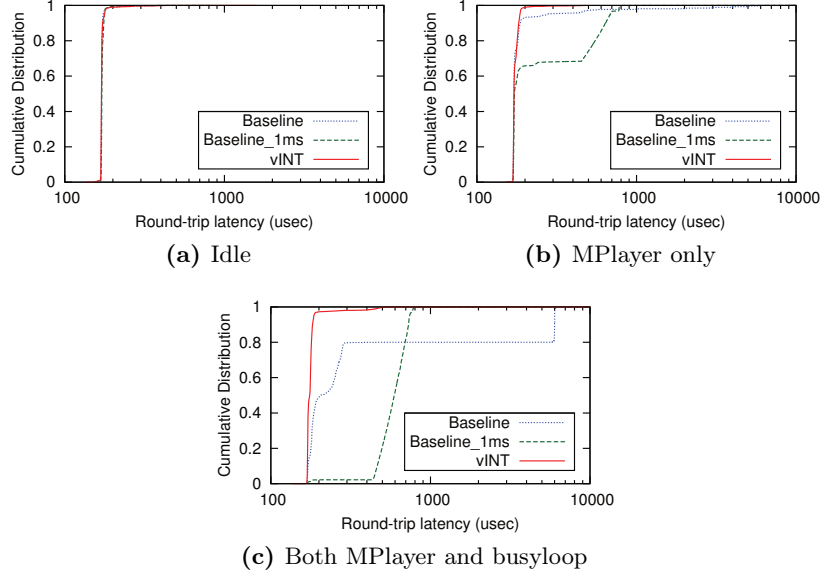 1
0.8
0.6
0.4
0.2
0
Cumulative Distribution
Baseline
Baseline_1ms
vINT
100
1000
10000
Round-trip latency (usec)
(a) Idle
1
0.8
0.6
0.4
0.2
0
Cumulative Distribution
Baseline
Baseline_1ms
vINT
100
1000
10000
Round-trip latency (usec)
(b) MPlayer only
1
0.8
0.6
0.4
0.2
0
Cumulative Distribution
Baseline
Baseline_1ms
vINT
100
1000
10000
Round-trip latency (usec)
(c) Both MPlayer and busyloop